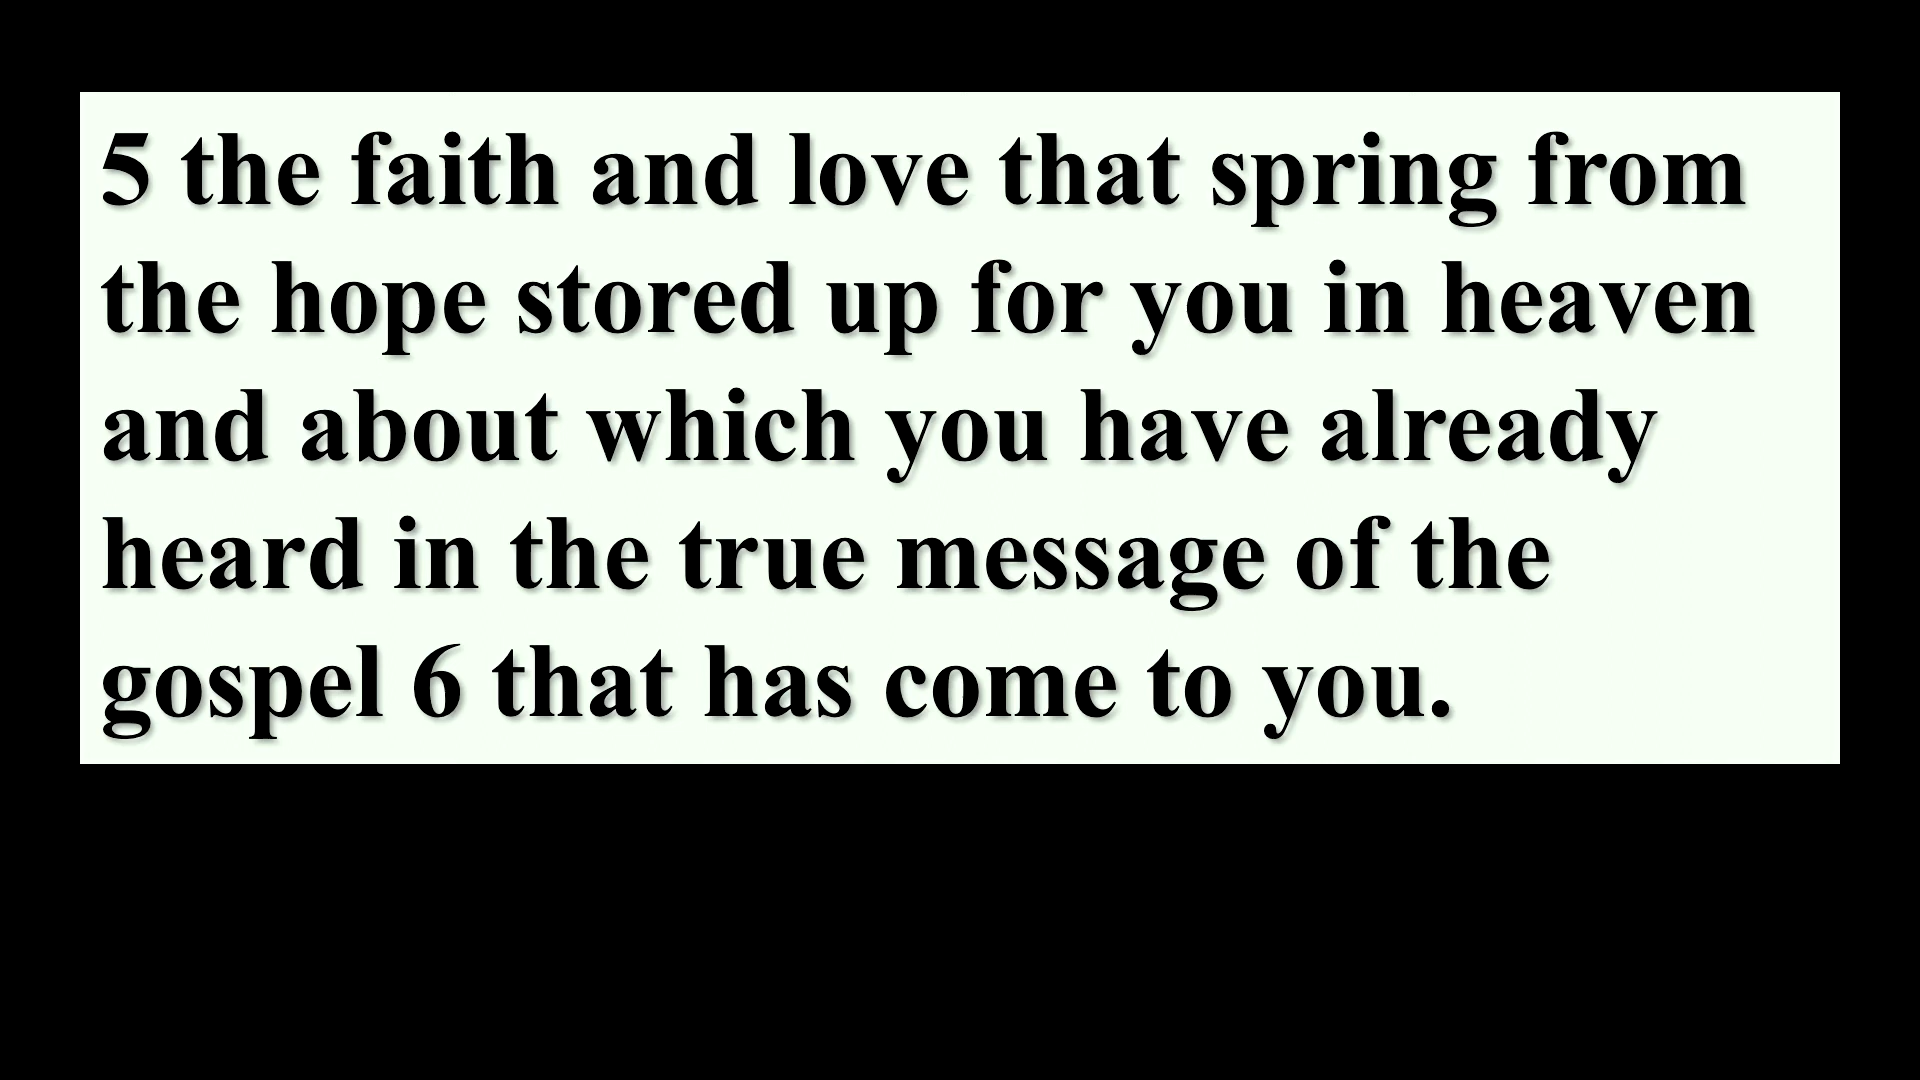 5 the faith and love that spring from
the hope stored up for you in heaven
and about which you have already
heard in the true message of the
gospel 6 that has come to you.